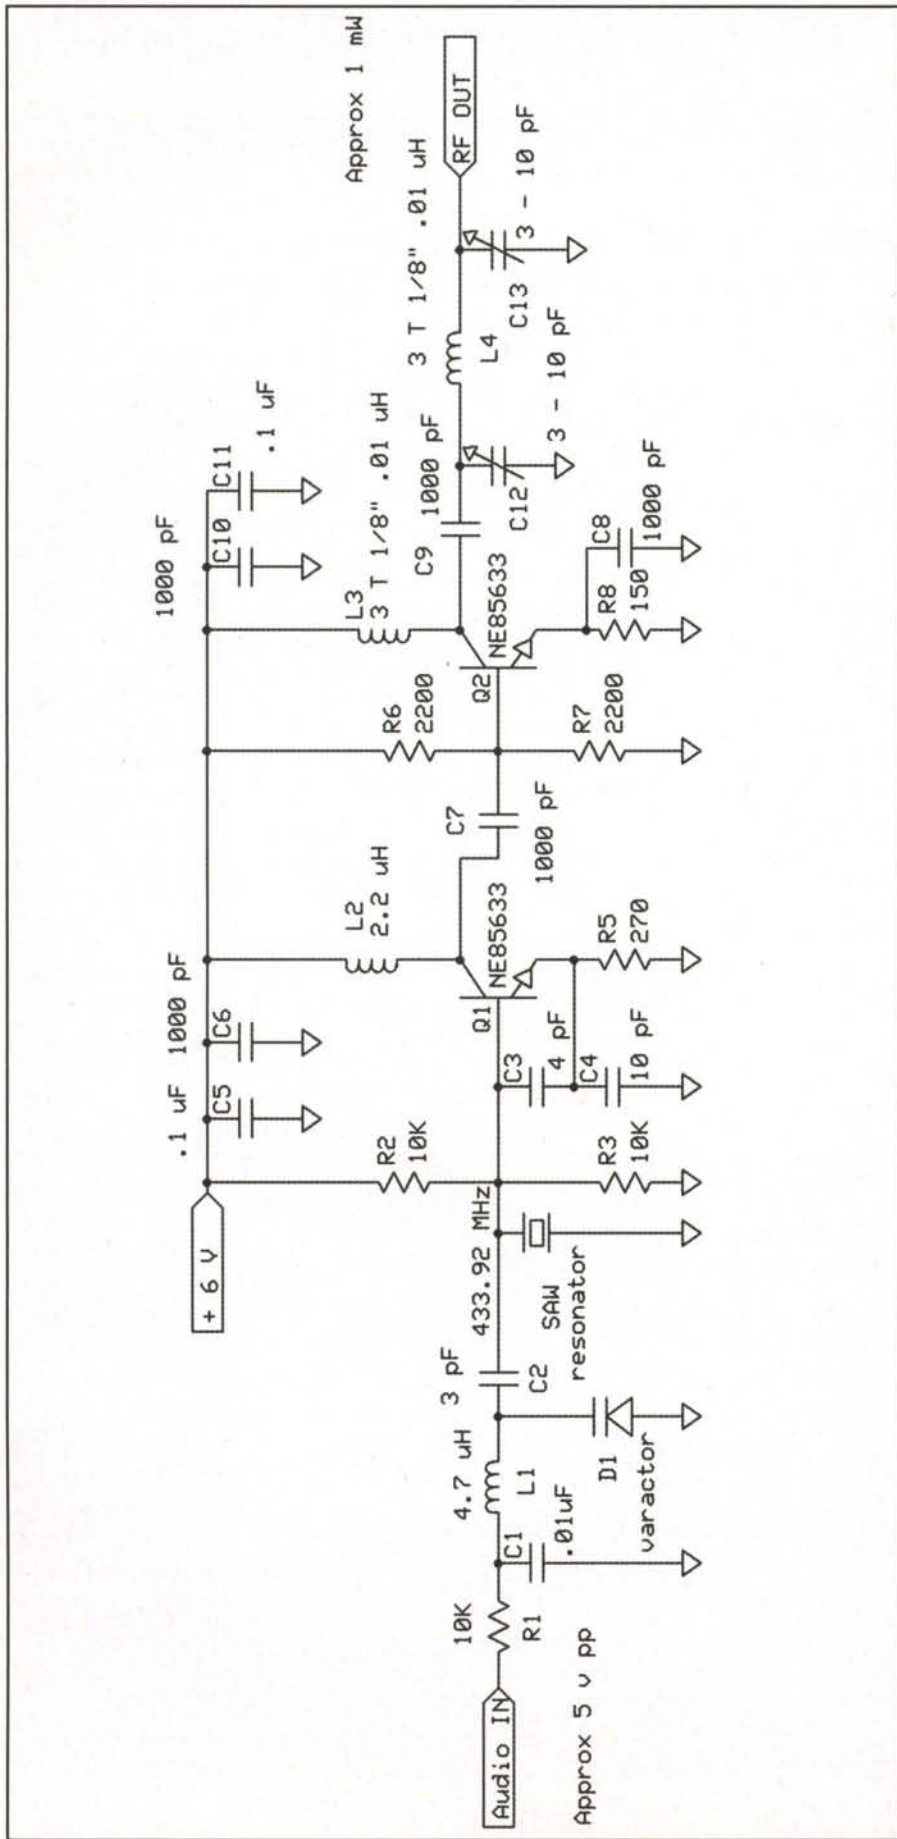 Audio IN
Approx 5 v pp
10K
R1
C1
.01uF
4.7 uH
L1
D1
varactor
3 pF
C2
433.92 MHz
SAW
resonator
+ 6 V
R2
10K
R3
10K
.1 uF
C5
1000 pF
C6
C3
4 pF
C4
10 pF
L2
2.2 uH
Q1
NE85633
R5
270
C7
1000 pF
R6
2200
R7
2200
1000 pF
C10
C11
.1 uF
L3
3 T 1/8" .01 uH
Q2
NE85633
R8
150
C8
1000 pF
C9
1000 pF
C12
3 - 10 pF
3 T 1/8" .01 uH
L4
C13
3 - 10 pF
RF OUT
Approx 1 mW